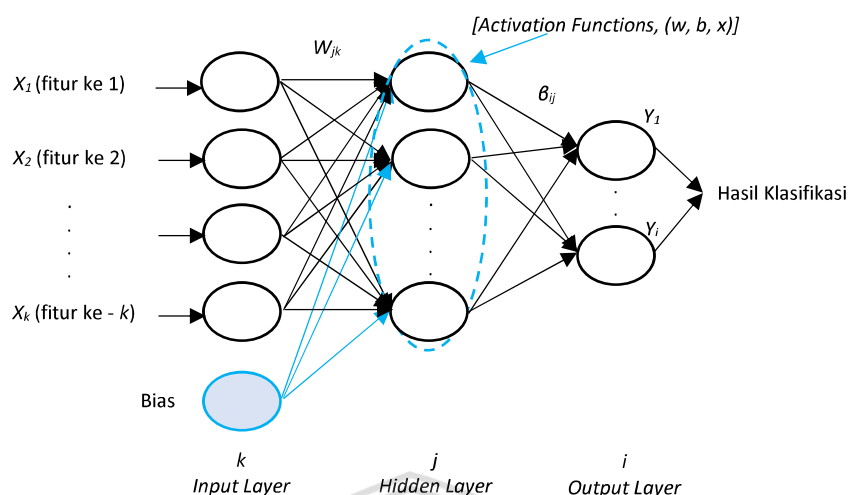 [Activation Functions, (w, b, x)]
W_jk
X_1 (fitur ke 1)
β_ij
Y_1
X_2 (fitur ke 2)
Hasil Klasifikasi
Y_i
X_k (fitur ke - k)
Bias
k
j
i
Input Layer
Hidden Layer
Output Layer